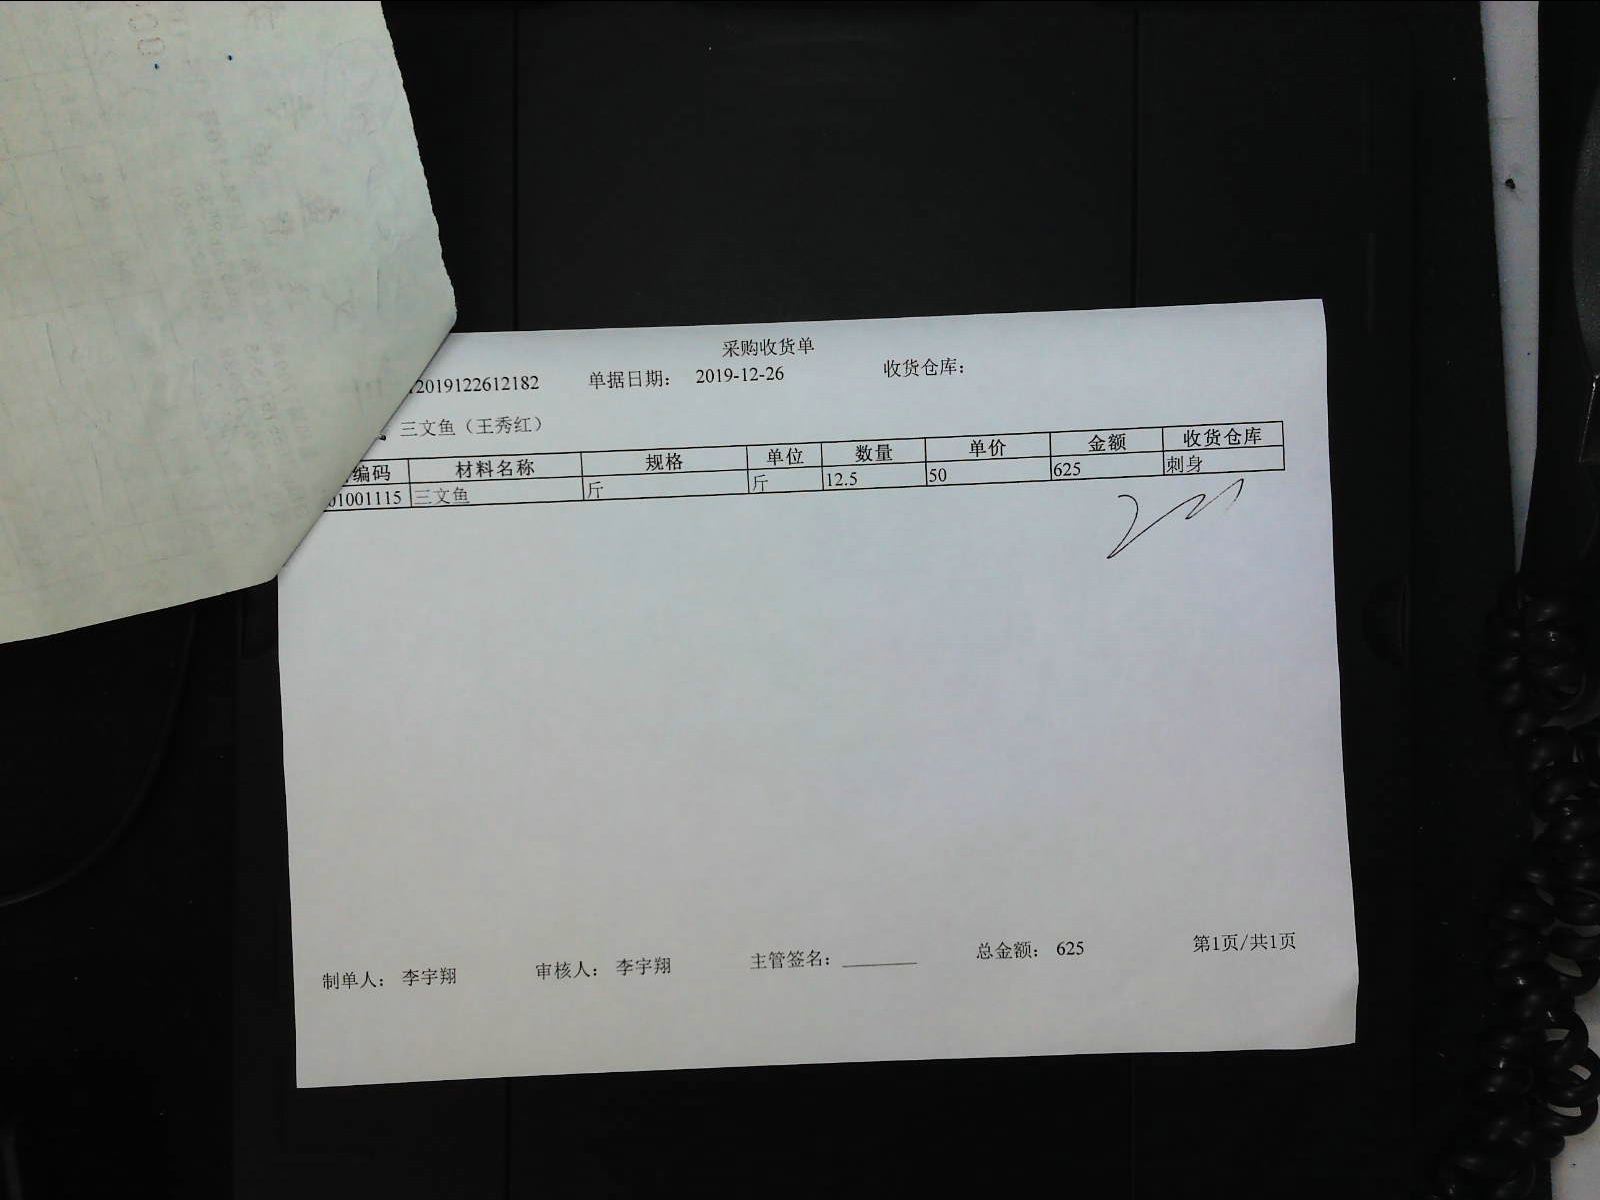 采购收货单
2019122612182 单据日期： 2019-12-26 收货仓库：
三文鱼（王秀红）
编码 材料名称 规格 单位 数量 单价 金额 收货仓库
01001115 三文鱼 斤 斤 12.5 50 625 刺身
制单人： 李宇翔 审核人： 李宇翔 主管签名： 总金额： 625 第1页/共1页